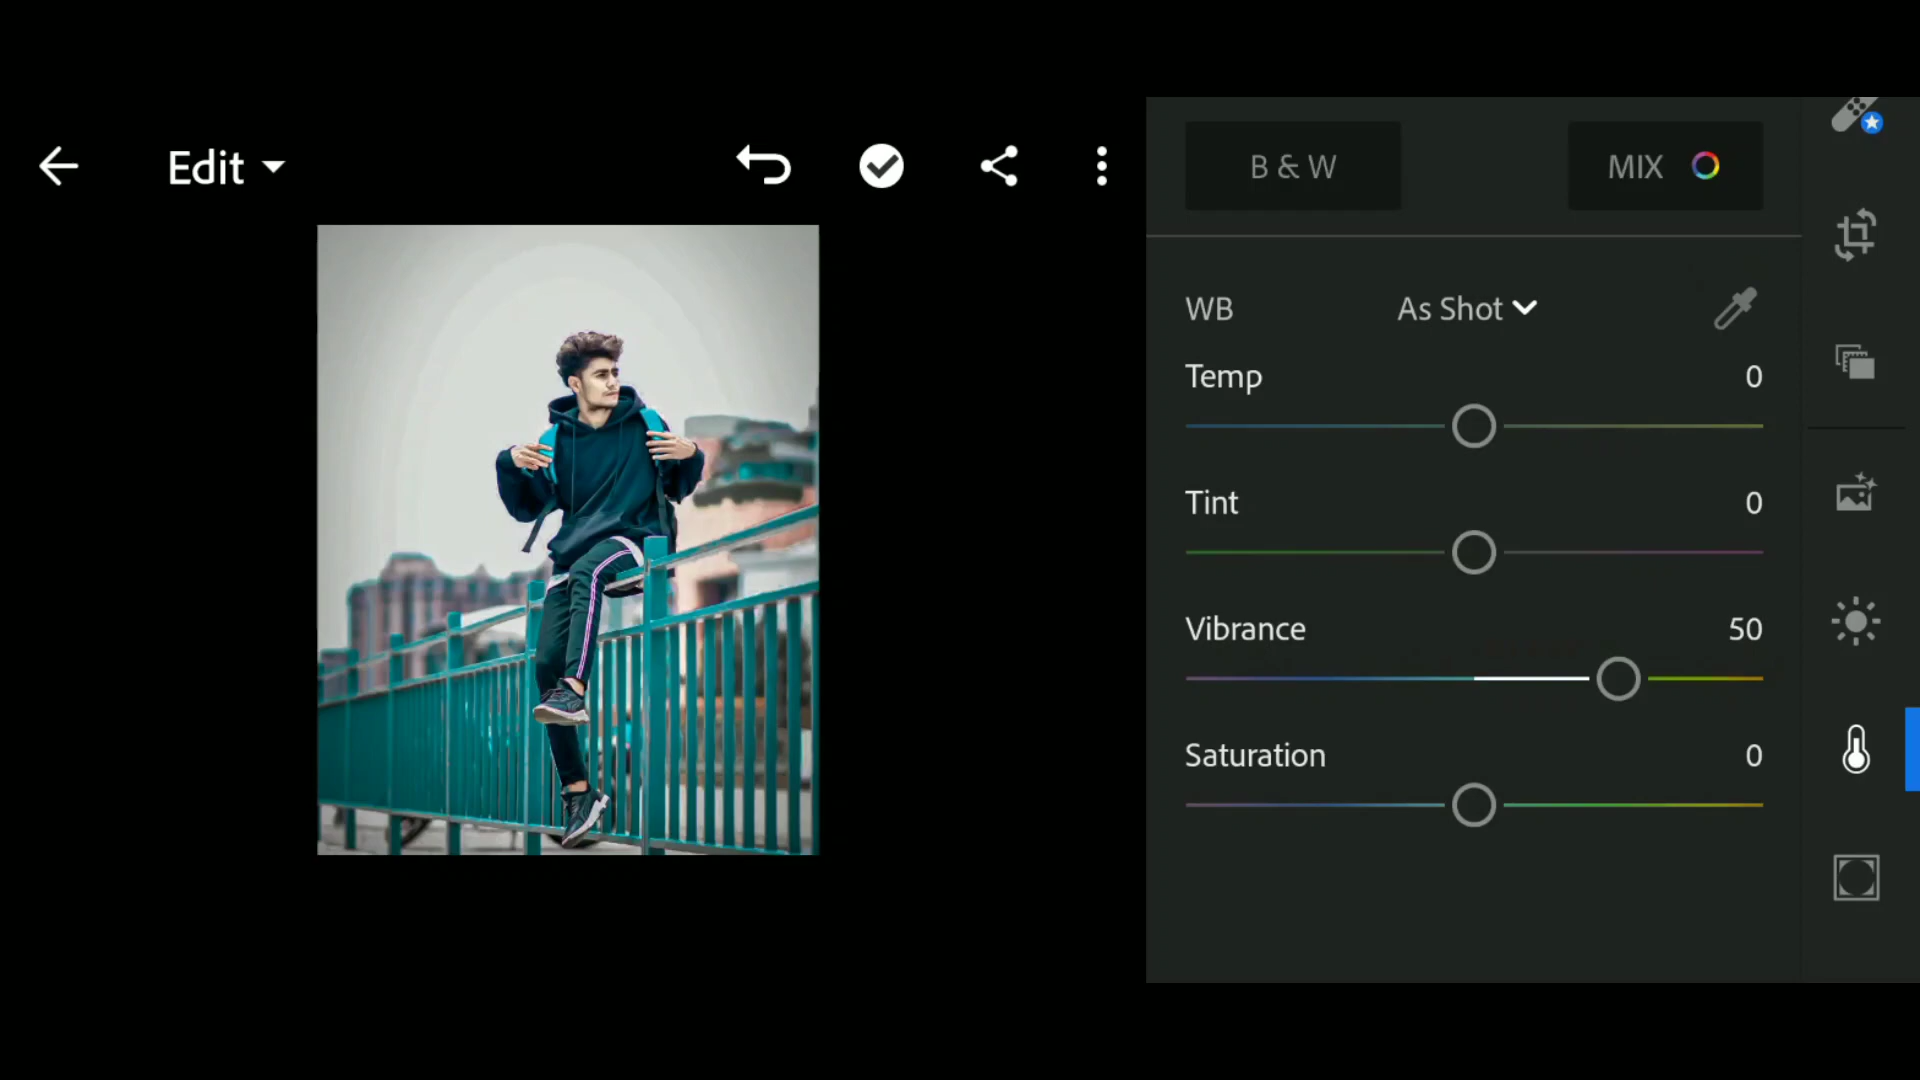 Edit
B & W
MIX
WB
As Shot
Temp
0
Tint
0
Vibrance
50
Saturation
0